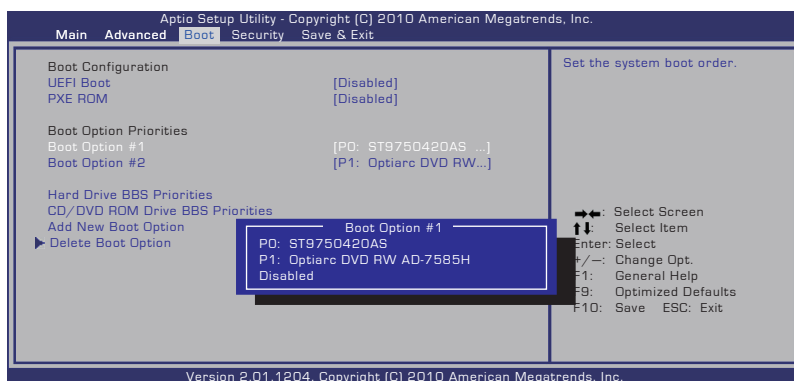 Aptio Setup Utility - Copyright (C) 2010 American Megatrends, Inc.
Main Advanced Boot Security Save & Exit
Boot Configuration
UEFI Boot [Disabled]
PXE ROM [Disabled]
Boot Option Priorities
Boot Option #1 [P0: ST9750420AS ...]
Boot Option #2 [P1: Optiarc DVD RW...]
Hard Drive BBS Priorities
CD/DVD ROM Drive BBS Priorities
Add New Boot Option
Delete Boot Option
Boot Option #1
P0: ST9750420AS
P1: Optiarc DVD RW AD-7585H
Disabled
Set the system boot order.
→←: Select Screen
↑↓: Select Item
Enter: Select
+/—: Change Opt.
F1: General Help
F9: Optimized Defaults
F10: Save ESC: Exit
Version 2.01.1204. Copyright (C) 2010 American Megatrends, Inc.